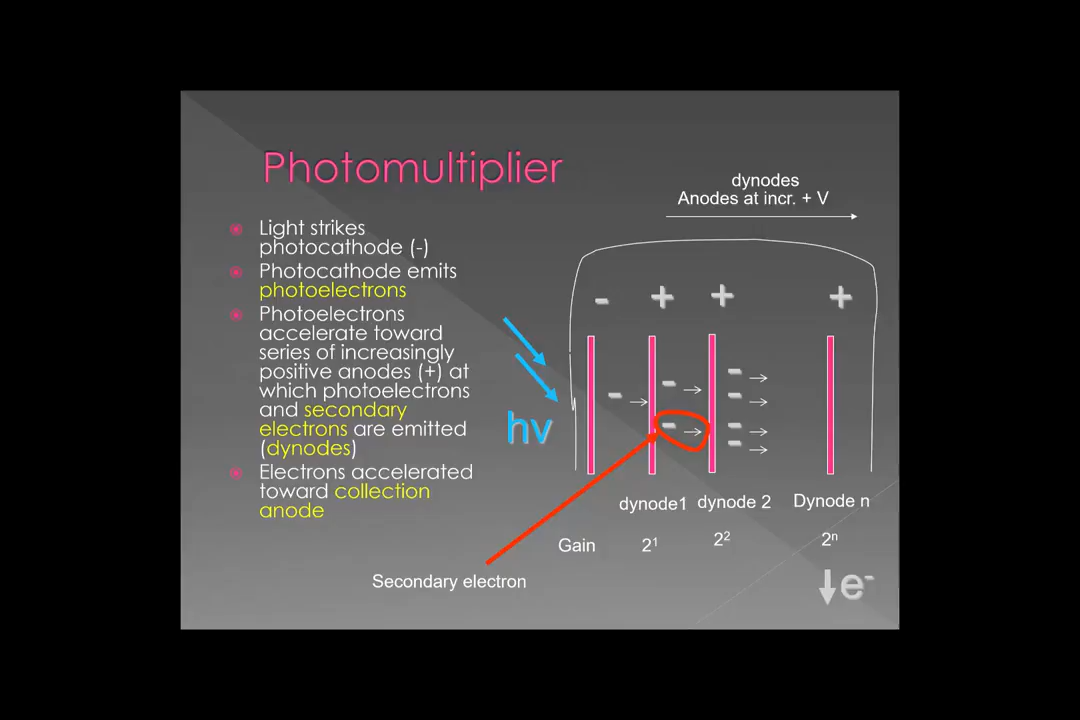 Photomultiplier
Light strikes
photocathode (-)
Photocathode emits
photoelectrons
Photoelectrons
accelerate toward
series of increasingly
positive anodes (+) at
which photoelectrons
and secondary
electrons are emitted
(dynodes)
Electrons accelerated
toward collection
anode
dynodes
Anodes at incr. + V
- + + +
hν
dynode1 dynode 2 Dynode n
Gain 2¹ 2² 2ⁿ
Secondary electron
e⁻